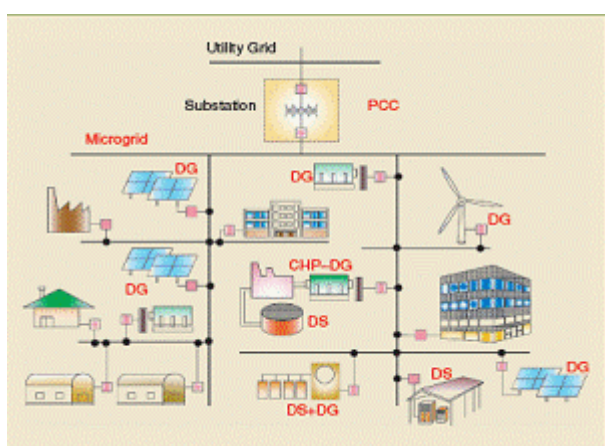 Utility Grid
Substation
PCC
Microgrid
DG
DG
DG
DG
CHP-DG
DS
DS
DG
DS+DG